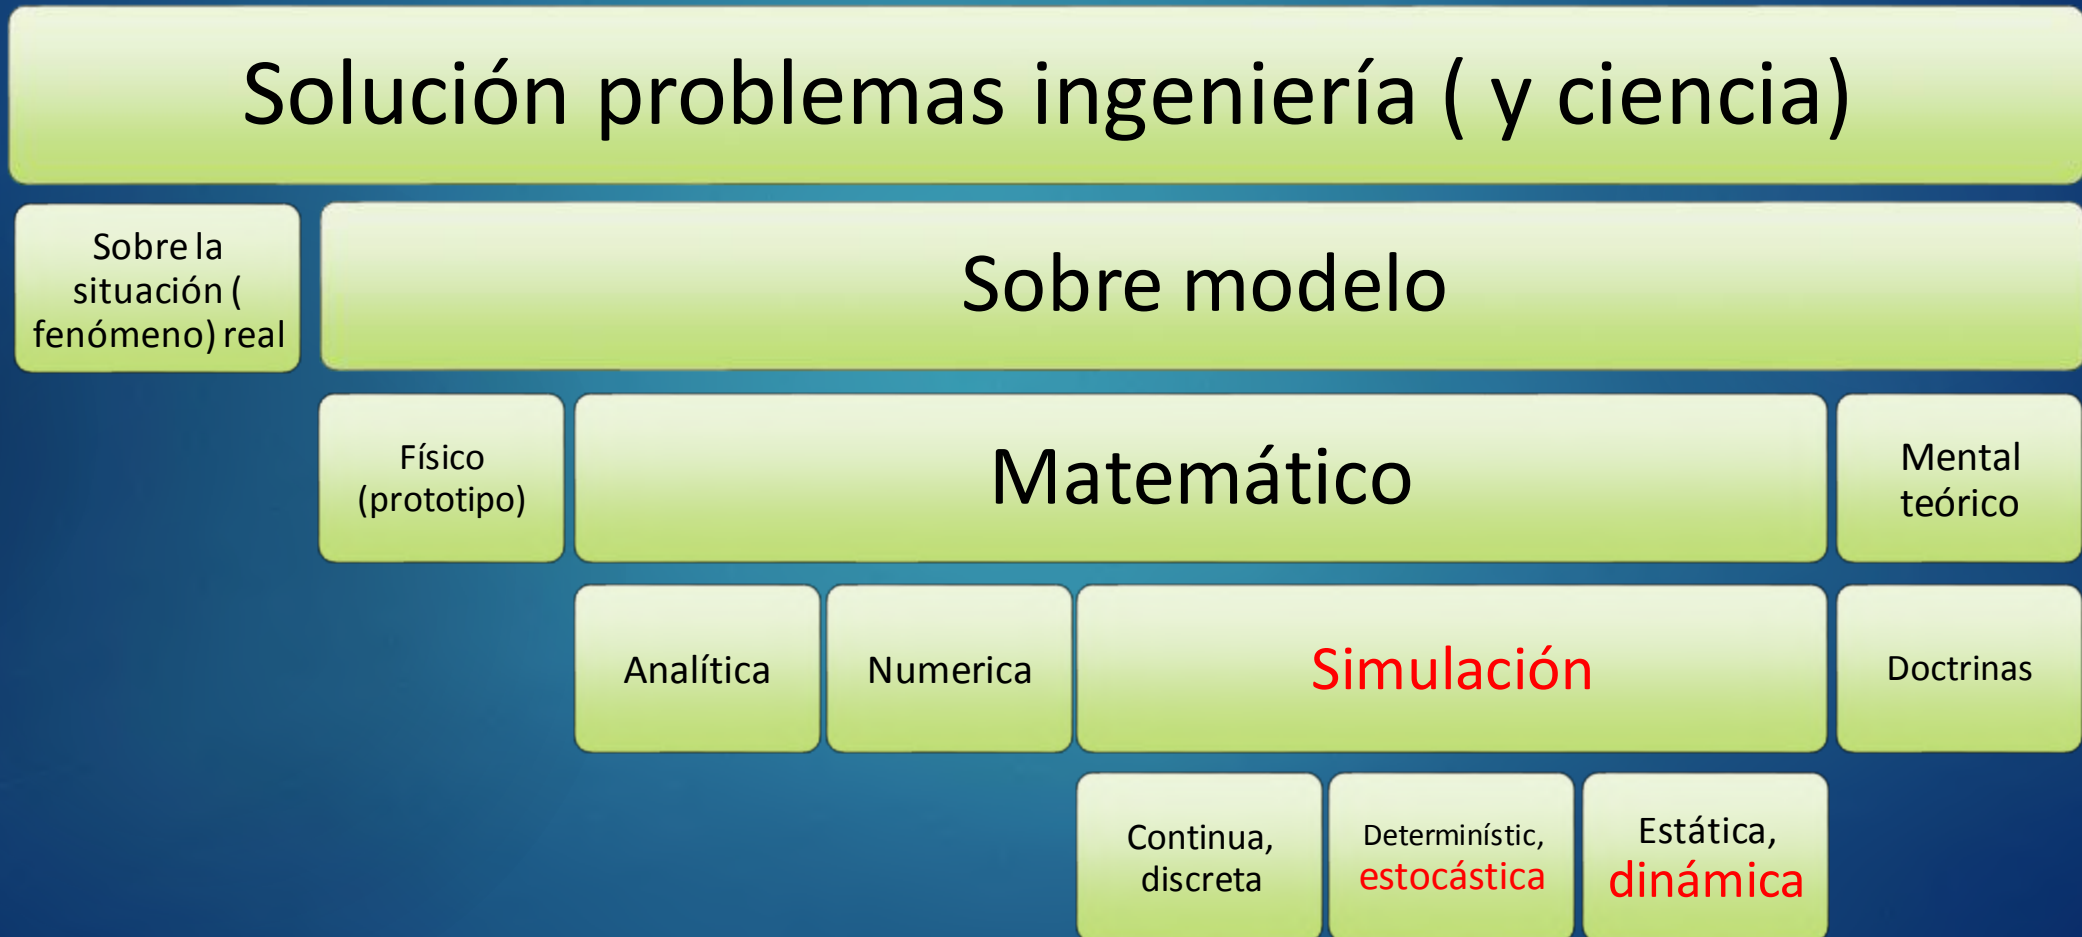 Solución problemas ingeniería ( y ciencia)
Sobre la
situación (
fenómeno) real
Sobre modelo
Físico
(prototipo)
Matemático
Mental
teórico
Analítica
Numerica
Simulación
Doctrinas
Continua,
discreta
Determinístic,
estocástica
Estática,
dinámica